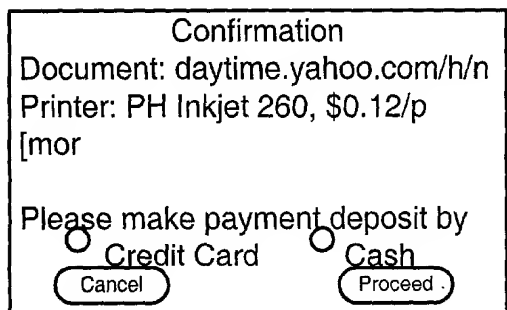 Confirmation
Document: daytime.yahoo.com/h/n
Printer: PH Inkjet 260, $0.12/p
[mor
Please make payment deposit by
Credit Card Cash
Cancel Proceed